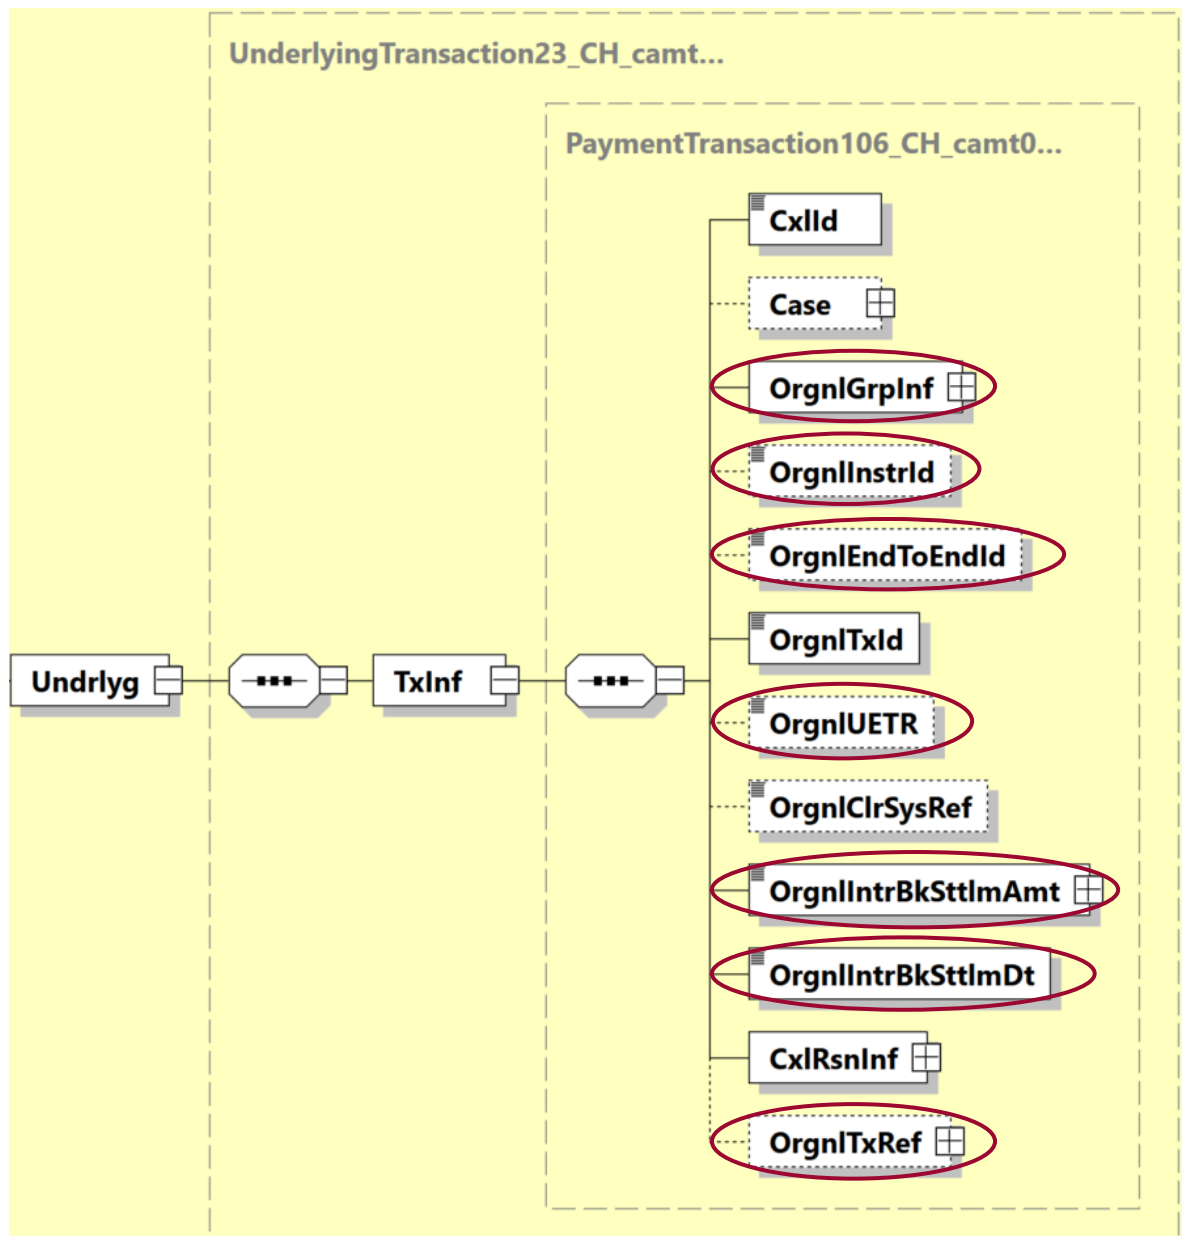 UnderlyingTransaction23_CH_camt...
PaymentTransaction106_CH_camt0...
CxlId
Case
OrgnlGrpInf
OrgnlInstrId
OrgnlEndToEndId
OrgnlTxId
Undrlyg
TxInf
OrgnlUETR
OrgnlClrSysRef
OrgnlIntrBkSttlmAmt
OrgnlIntrBkSttlmDt
CxlRsnInf
OrgnlTxRef